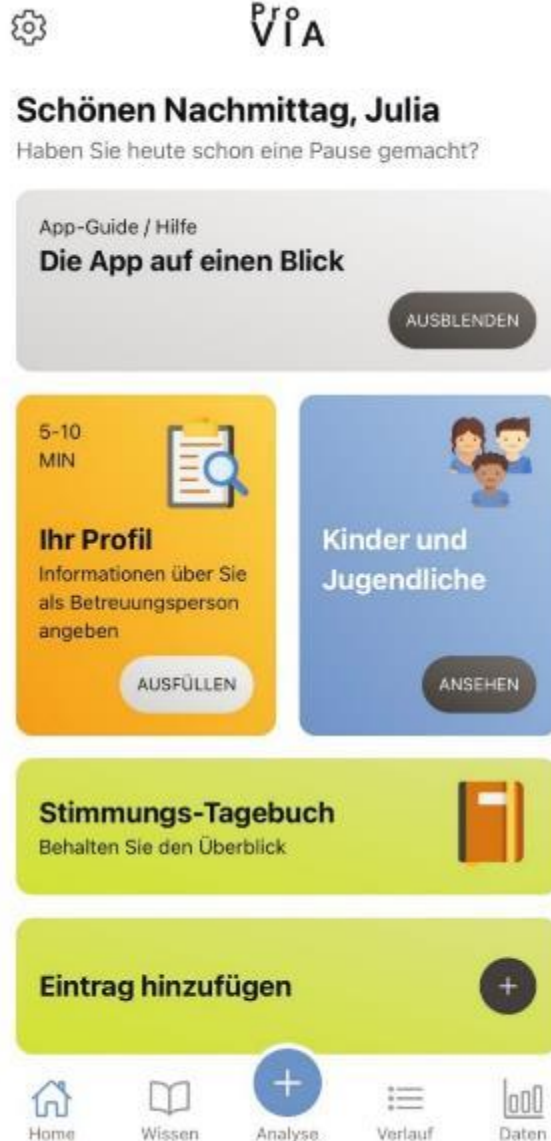 Pro
VIA
Schönen Nachmittag, Julia
Haben Sie heute schon eine Pause gemacht?
App-Guide / Hilfe
Die App auf einen Blick
AUSBLENDEN
5-10
MIN
Ihr Profil
Informationen über Sie
als Betreuungsperson
angeben
AUSFÜLLEN
Kinder und
Jugendliche
ANSEHEN
Stimmungs-Tagebuch
Behalten Sie den Überblick
Eintrag hinzufügen
Home
Wissen
Analyse
Verlauf
Daten